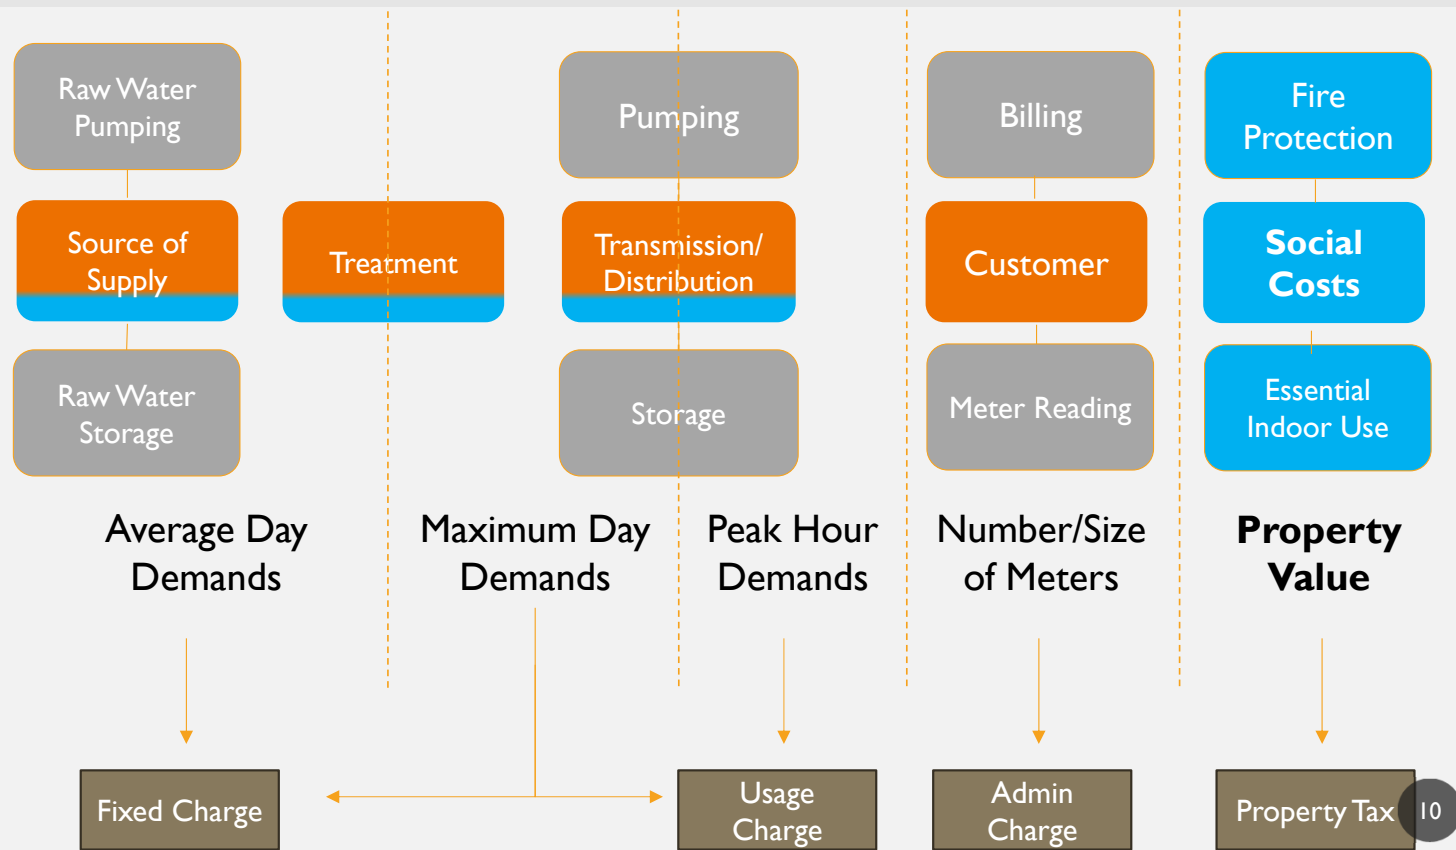 Raw Water
Pumping
Pumping
Billing
Fire
Protection
Source of
Supply
Treatment
Transmission/
Distribution
Customer
Social
Costs
Raw Water
Storage
Storage
Meter Reading
Essential
Indoor Use
Average Day
Demands
Maximum Day
Demands
Peak Hour
Demands
Number/Size
of Meters
Property
Value
Fixed Charge
Usage
Charge
Admin
Charge
Property Tax
10